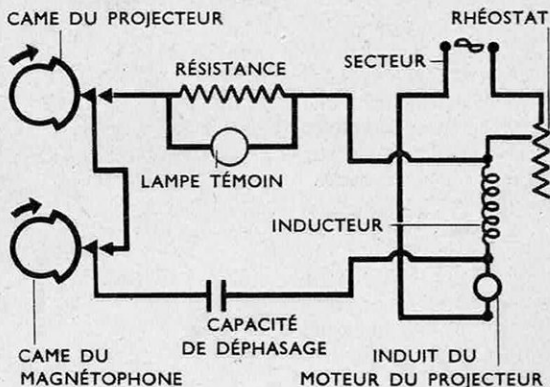 CAME DU PROJECTEUR
RHÉOSTAT
RÉSISTANCE
SECTEUR
LAMPE TÉMOIN
INDUCTEUR
CAPACITÉ
DE DÉPHASAGE
CAME DU
MAGNÉTOPHONE
INDUIT DU
MOTEUR DU PROJECTEUR